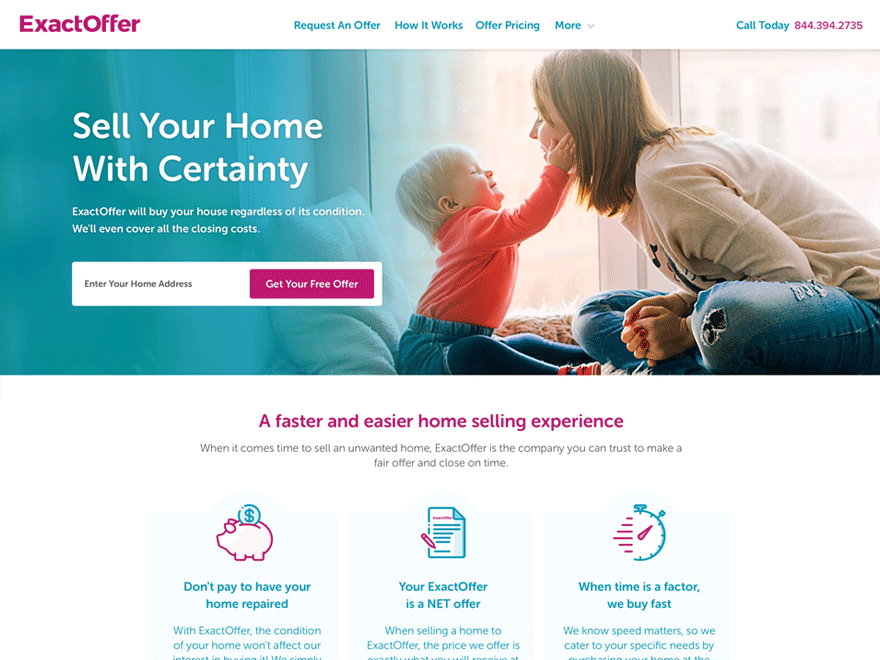 ExactOffer
Request An Offer How It Works Offer Pricing More
Call Today 844.394.2735
Sell Your Home
With Certainty
ExactOffer will buy your house regardless of its condition.
We'll even cover all the closing costs.
Enter Your Home Address
Get Your Free Offer
A faster and easier home selling experience
When it comes time to sell an unwanted home, ExactOffer is the company you can trust to make a
fair offer and close on time.
$
Don't pay to have your
home repaired
With ExactOffer, the condition
of your home won't affect our
interest in buying it! We simply
ExactOffer
Your ExactOffer
is a NET offer
When selling a home to
ExactOffer, the price we offer is
exactly what you will receive at
When time is a factor,
we buy fast
We know speed matters, so we
cater to your specific needs by
purchasing your home at the